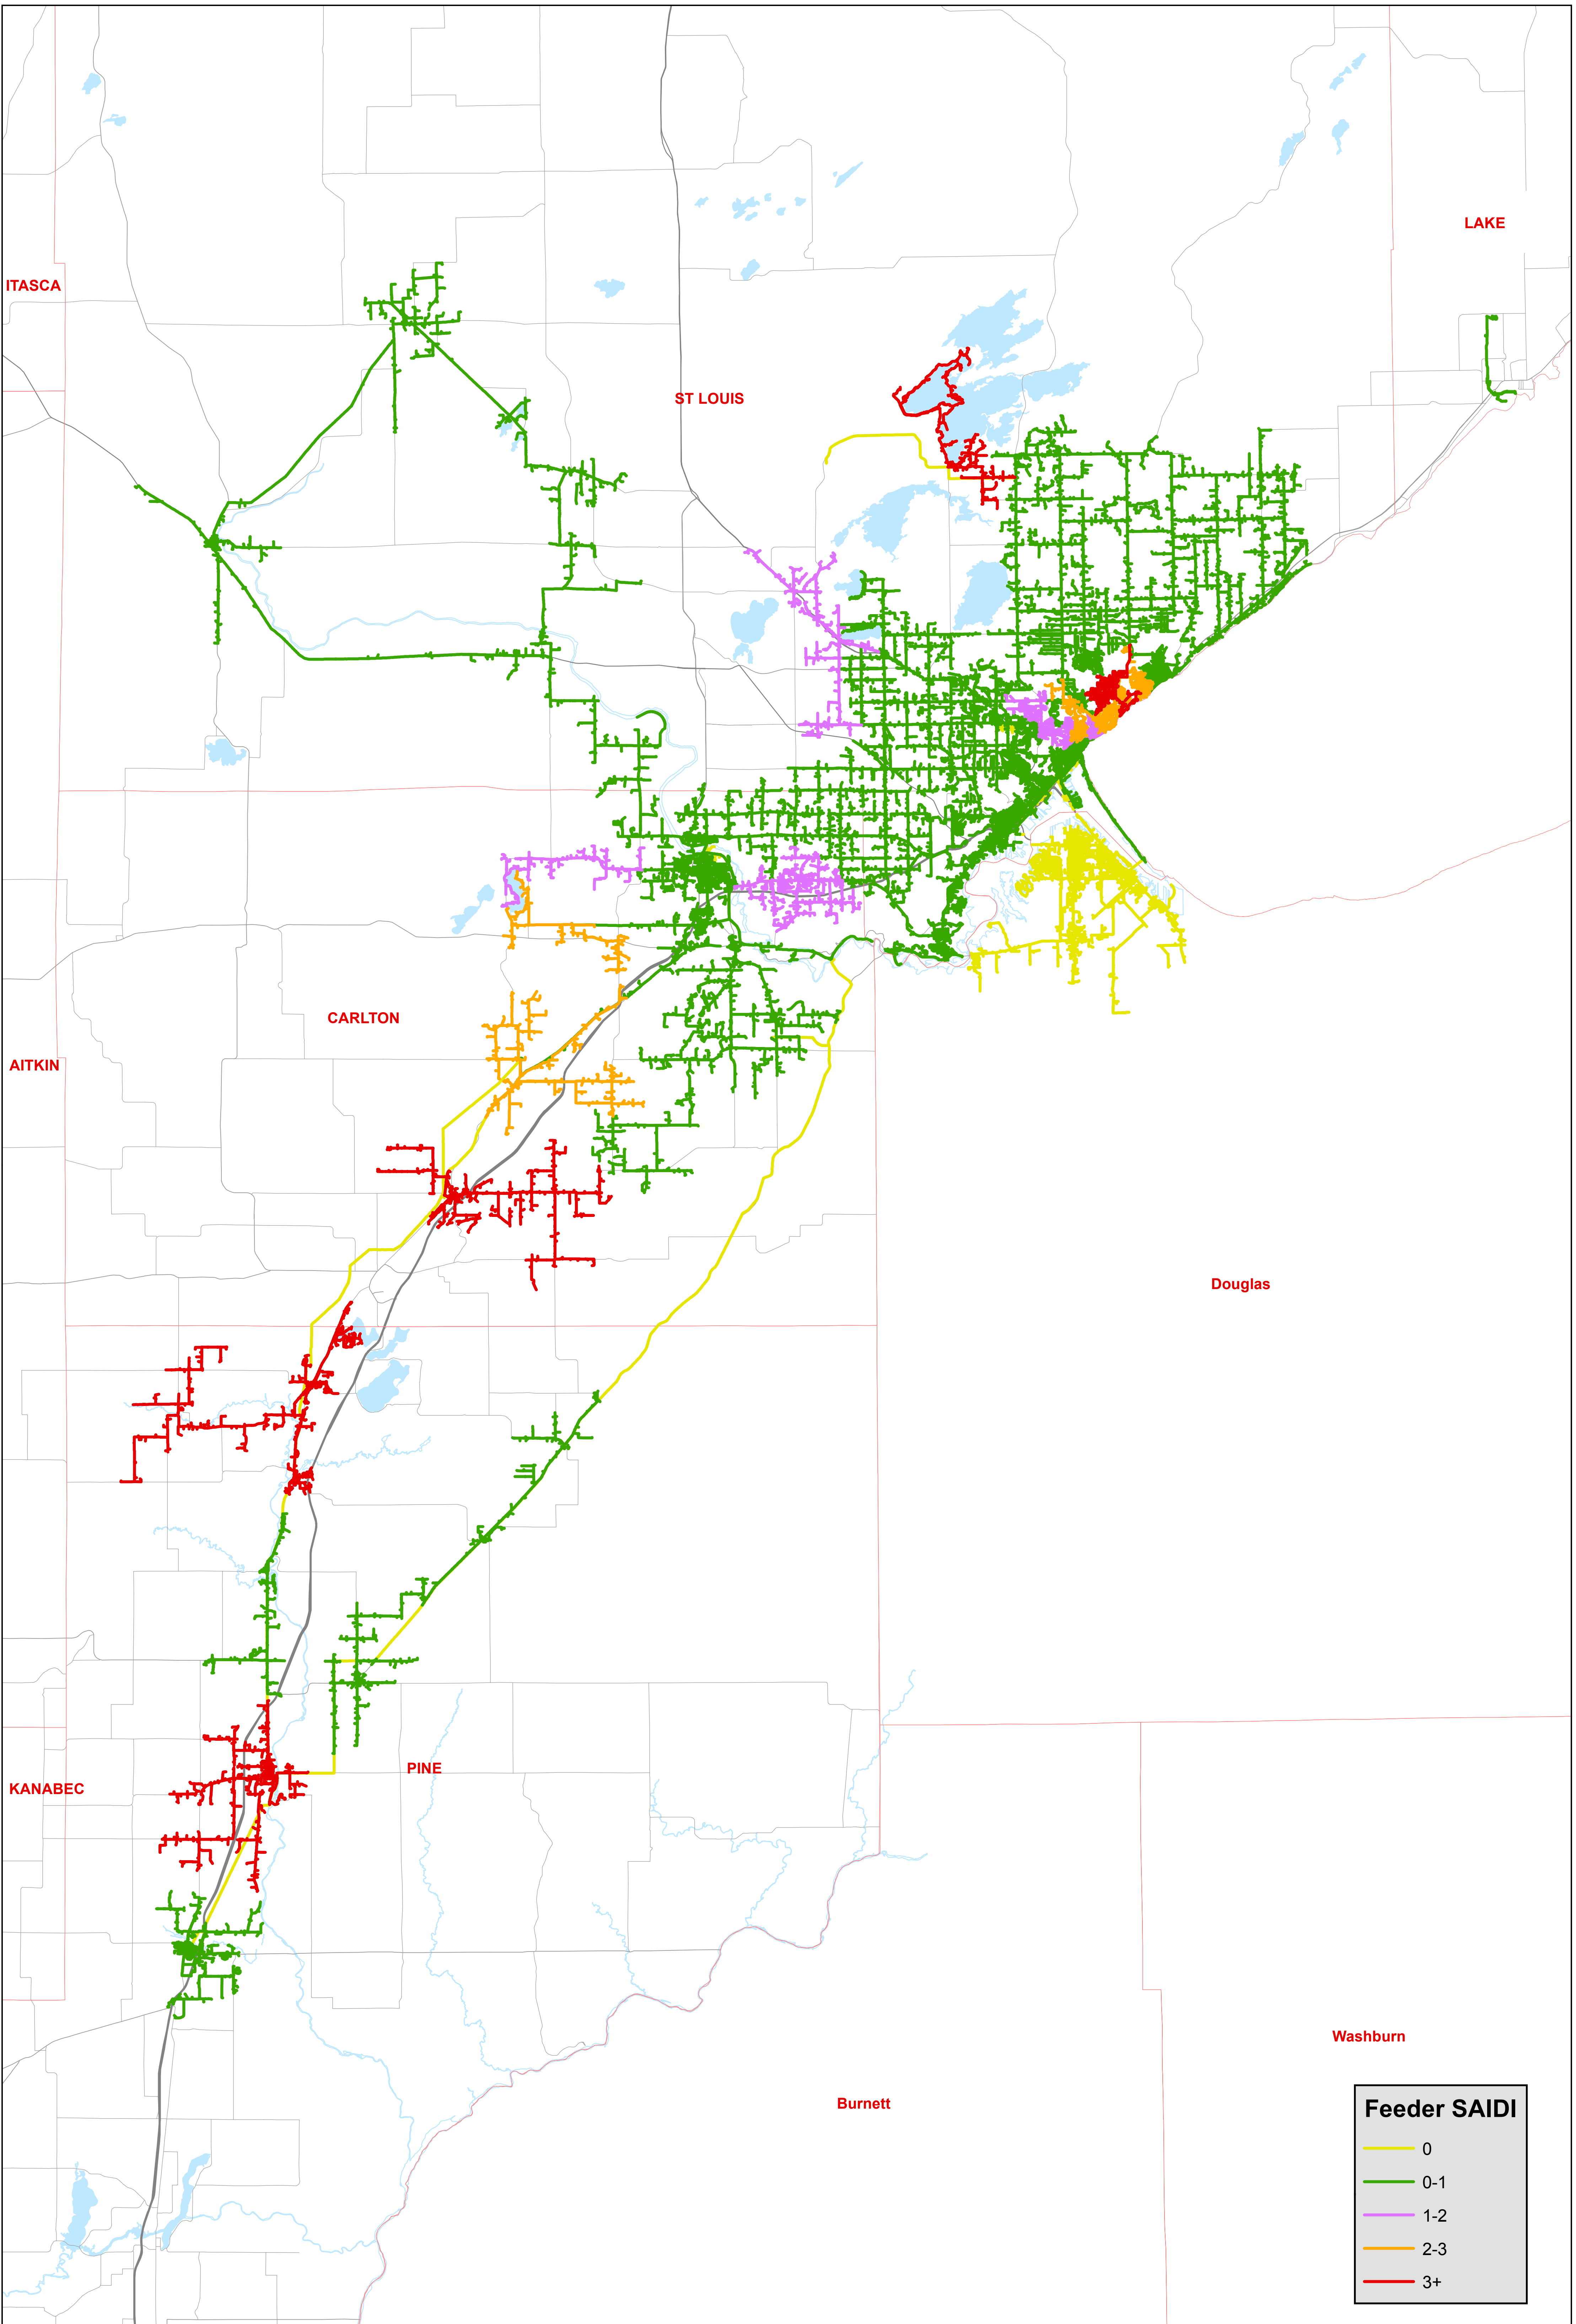 LAKE
ITASCA
ST LOUIS
CARLTON
AITKIN
Douglas
PINE
KANABEC
Washburn
Burnett
Feeder SAIDI
0
0-1
1-2
2-3
3+